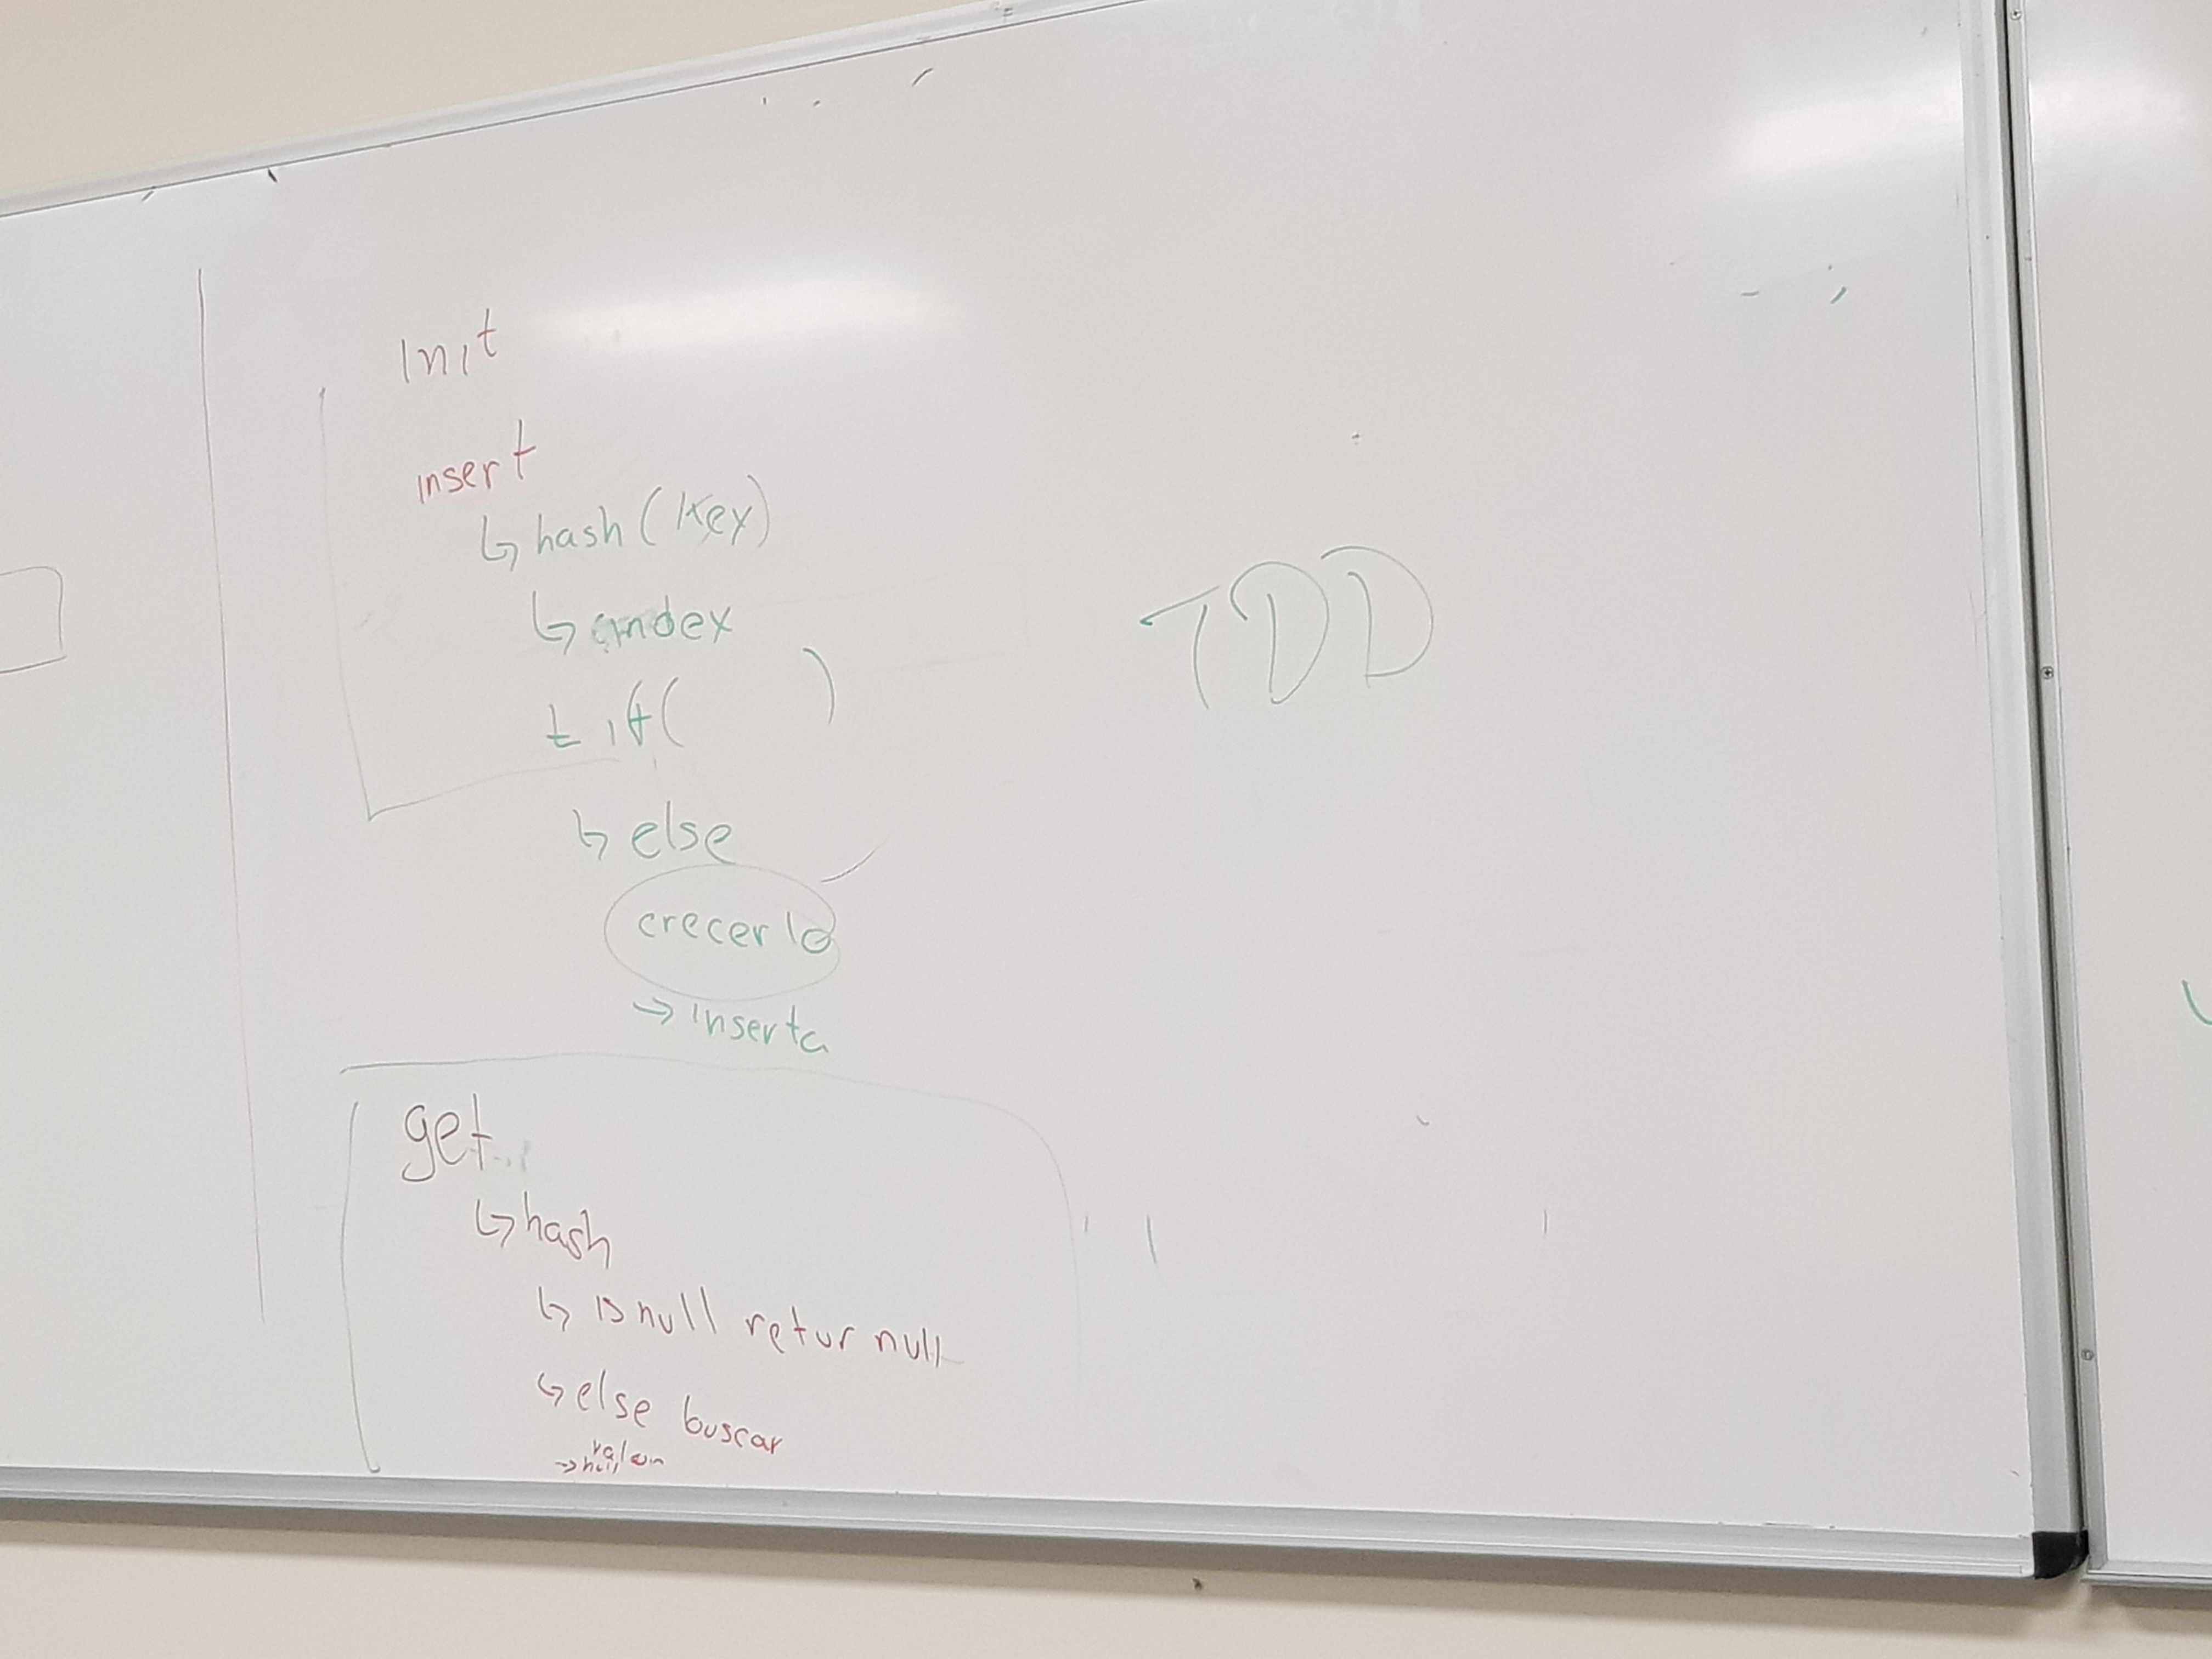 Init
insert
↳ hash (Key)
↳ index
↳ if ( )
↳ else
crecerlo
→ inserta
TDD
get
↳ hash
↳ is null retur null
↳ else buscar
→ null